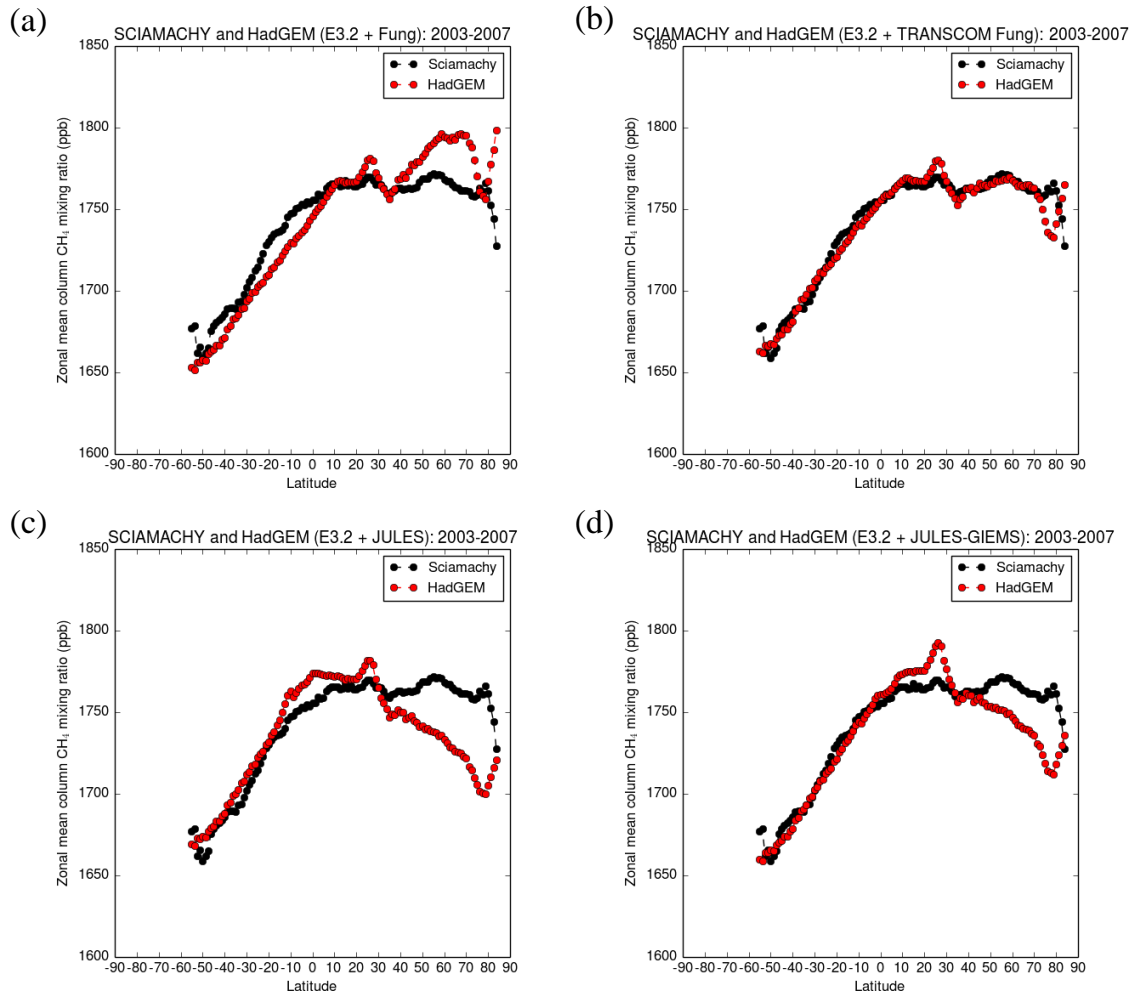 (a)
SCIAMACHY and HadGEM (E3.2 + Fung): 2003-2007
1850
1800
1750
1700
1650
1600
Zonal mean column CH₄ mixing ratio (ppb)
Sciamachy
HadGEM
-90 -80 -70 -60 -50 -40 -30 -20 -10 0 10 20 30 40 50 60 70 80 90
Latitude
(b)
SCIAMACHY and HadGEM (E3.2 + TRANSCOM Fung): 2003-2007
1850
1800
1750
1700
1650
1600
Zonal mean column CH₄ mixing ratio (ppb)
Sciamachy
HadGEM
-90 -80 -70 -60 -50 -40 -30 -20 -10 0 10 20 30 40 50 60 70 80 90
Latitude
(c)
SCIAMACHY and HadGEM (E3.2 + JULES): 2003-2007
1850
1800
1750
1700
1650
1600
Zonal mean column CH₄ mixing ratio (ppb)
Sciamachy
HadGEM
-90 -80 -70 -60 -50 -40 -30 -20 -10 0 10 20 30 40 50 60 70 80 90
Latitude
(d)
SCIAMACHY and HadGEM (E3.2 + JULES-GIEMS): 2003-2007
1850
1800
1750
1700
1650
1600
Zonal mean column CH₄ mixing ratio (ppb)
Sciamachy
HadGEM
-90 -80 -70 -60 -50 -40 -30 -20 -10 0 10 20 30 40 50 60 70 80 90
Latitude